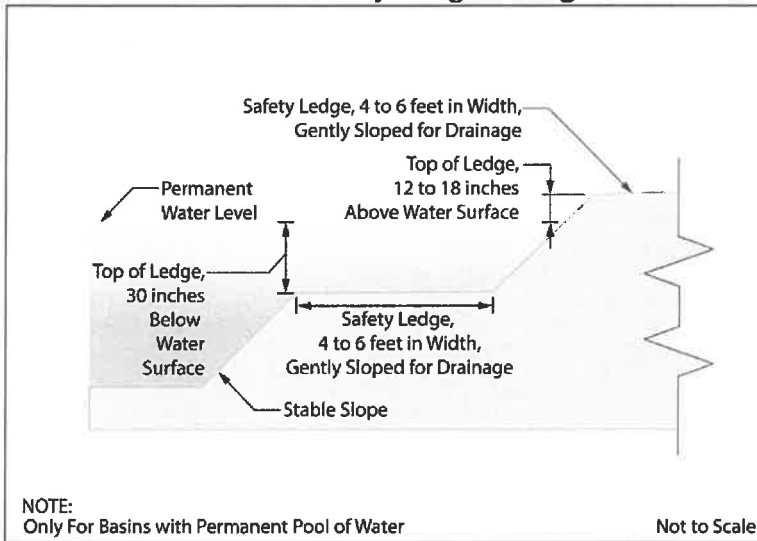 Safety Ledge, 4 to 6 feet in Width,
Gently Sloped for Drainage
Top of Ledge,
12 to 18 inches
Above Water Surface
Permanent
Water Level
Top of Ledge,
30 inches
Below
Water
Surface
Safety Ledge,
4 to 6 feet in Width,
Gently Sloped for Drainage
Stable Slope
NOTE:
Only For Basins with Permanent Pool of Water
Not to Scale